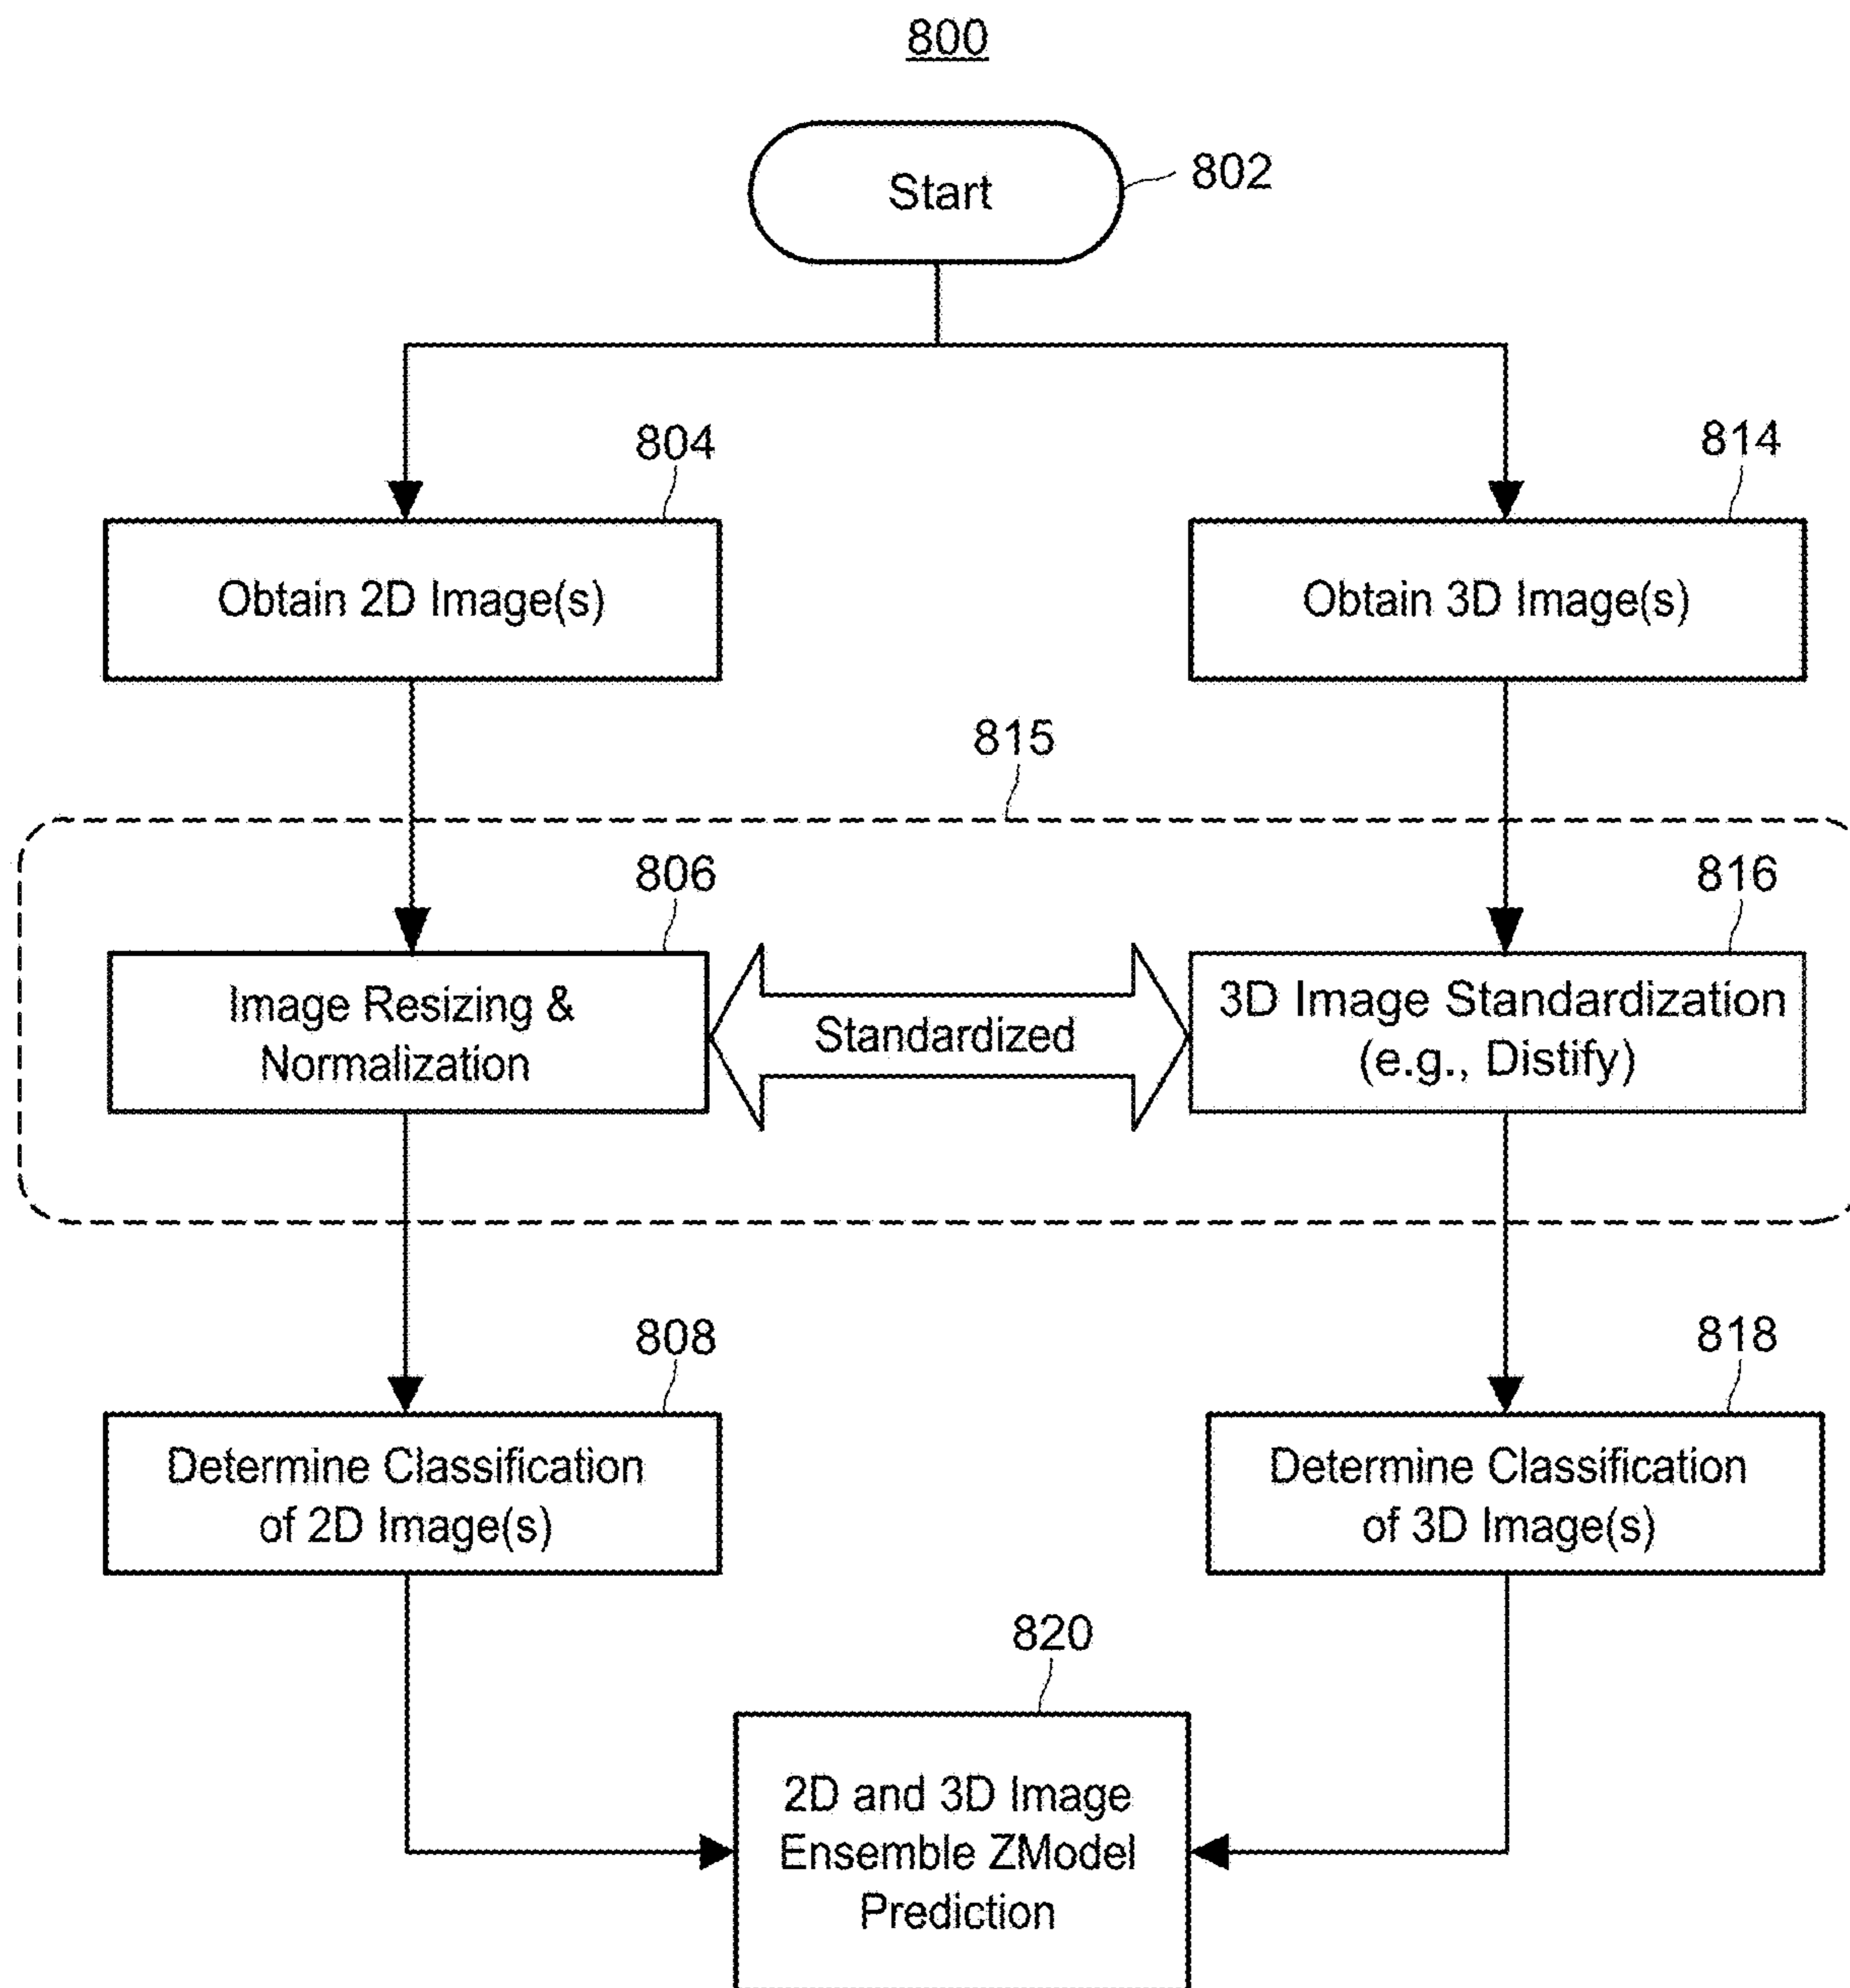 800
Start
802
804
814
Obtain 2D Image(s)
Obtain 3D Image(s)
815
806
816
Image Resizing &
Normalization
Standardized
3D Image Standardization
(e.g., Distify)
808
818
Determine Classification
of 2D Image(s)
Determine Classification
of 3D Image(s)
820
2D and 3D Image
Ensemble ZModel
Prediction